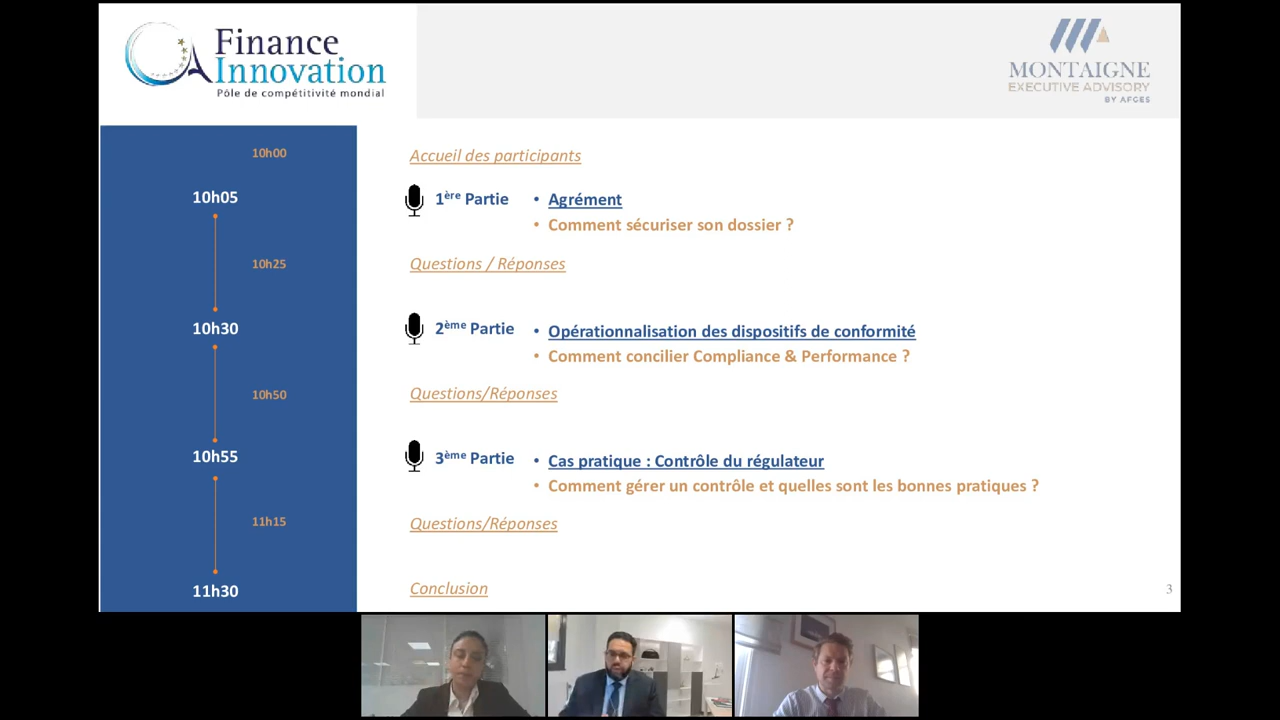 Finance
Innovation
Pôle de compétitivité mondial
MONTAIGNE
EXECUTIVE ADVISORY
BY AFGES
10h00
Accueil des participants
10h05
1ère Partie • Agrément
• Comment sécuriser son dossier ?
10h25
Questions / Réponses
10h30
2ème Partie • Opérationnalisation des dispositifs de conformité
• Comment concilier Compliance & Performance ?
10h50
Questions/Réponses
10h55
3ème Partie • Cas pratique : Contrôle du régulateur
• Comment gérer un contrôle et quelles sont les bonnes pratiques ?
11h15
Questions/Réponses
11h30
Conclusion
3